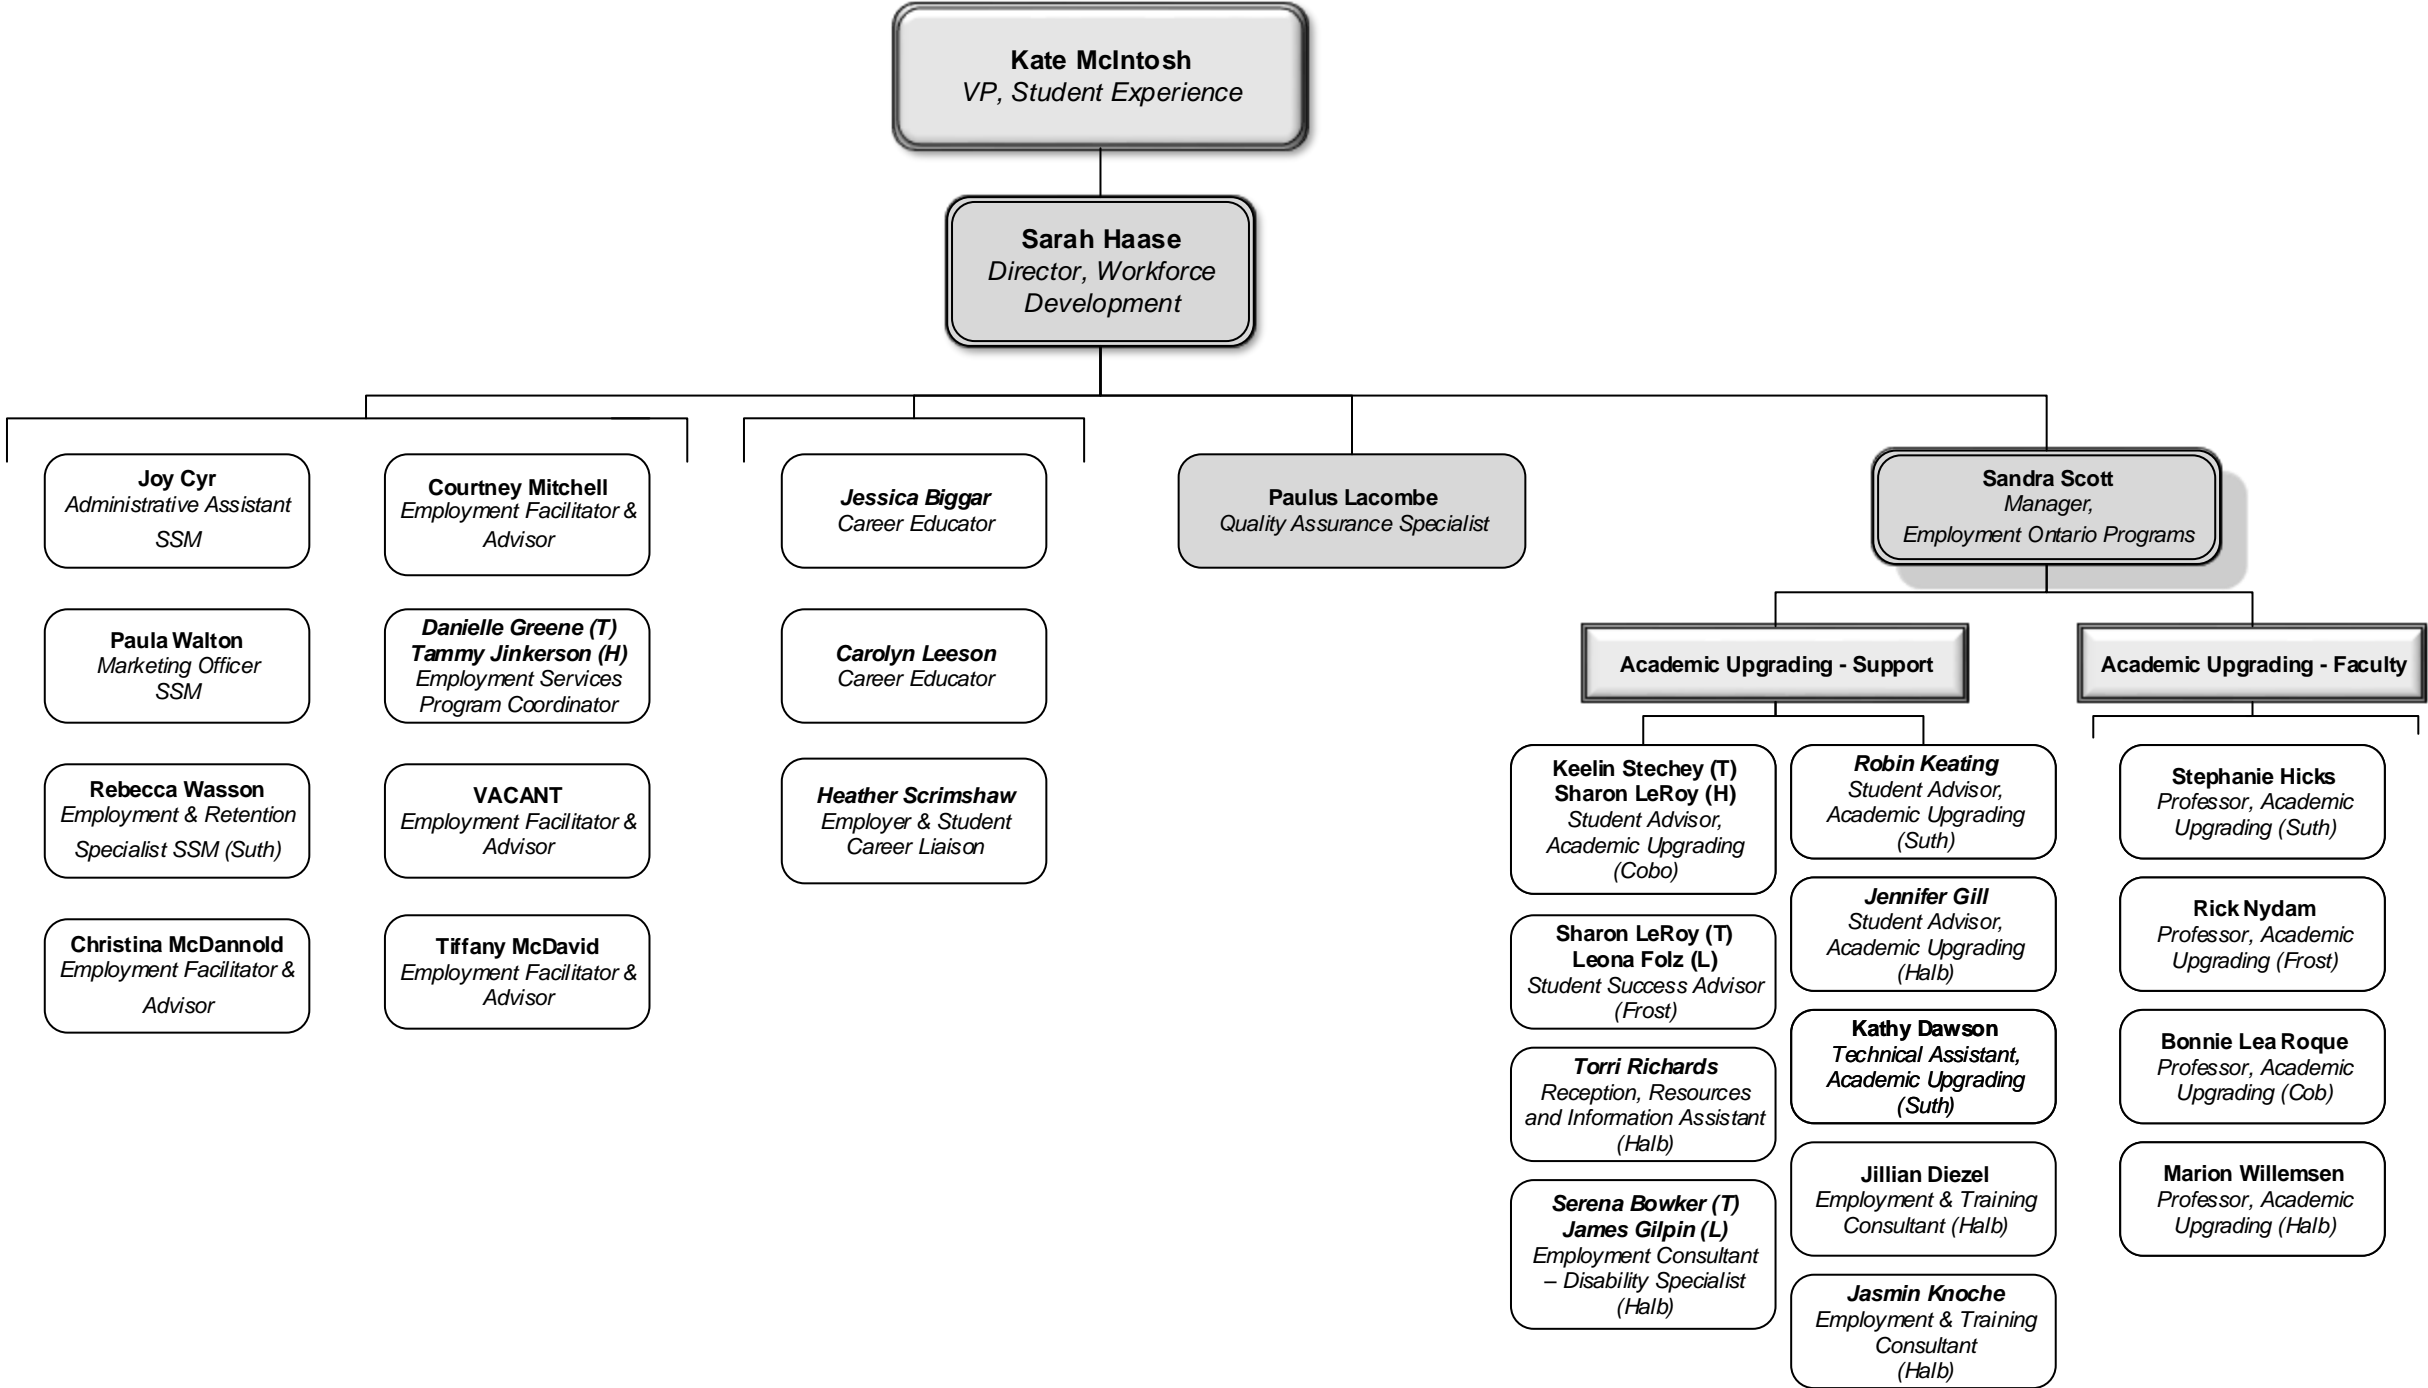 Kate McIntosh
VP, Student Experience
Sarah Haase
Director, Workforce
Development
Joy Cyr
Administrative Assistant
SSM
Paula Walton
Marketing Officer
SSM
Rebecca Wasson
Employment & Retention
Specialist SSM (Suth)
Christina McDannold
Employment Facilitator &
Advisor
Courtney Mitchell
Employment Facilitator &
Advisor
Danielle Greene (T)
Tammy Jinkerson (H)
Employment Services
Program Coordinator
VACANT
Employment Facilitator &
Advisor
Tiffany McDavid
Employment Facilitator &
Advisor
Jessica Biggar
Career Educator
Carolyn Leeson
Career Educator
Heather Scrimshaw
Employer & Student
Career Liaison
Paulus Lacombe
Quality Assurance Specialist
Sandra Scott
Manager,
Employment Ontario Programs
Academic Upgrading - Support
Keelin Stechey (T)
Sharon LeRoy (H)
Student Advisor,
Academic Upgrading
(Cobo)
Sharon LeRoy (T)
Leona Folz (L)
Student Success Advisor
(Frost)
Torri Richards
Reception, Resources
and Information Assistant
(Halb)
Serena Bowker (T)
James Gilpin (L)
Employment Consultant
– Disability Specialist
(Halb)
Robin Keating
Student Advisor,
Academic Upgrading
(Suth)
Jennifer Gill
Student Advisor,
Academic Upgrading
(Halb)
Kathy Dawson
Technical Assistant,
Academic Upgrading
(Suth)
Jillian Diezel
Employment & Training
Consultant (Halb)
Jasmin Knoche
Employment & Training
Consultant
(Halb)
Academic Upgrading - Faculty
Stephanie Hicks
Professor, Academic
Upgrading (Suth)
Rick Nydam
Professor, Academic
Upgrading (Frost)
Bonnie Lea Roque
Professor, Academic
Upgrading (Cob)
Marion Willemsen
Professor, Academic
Upgrading (Halb)